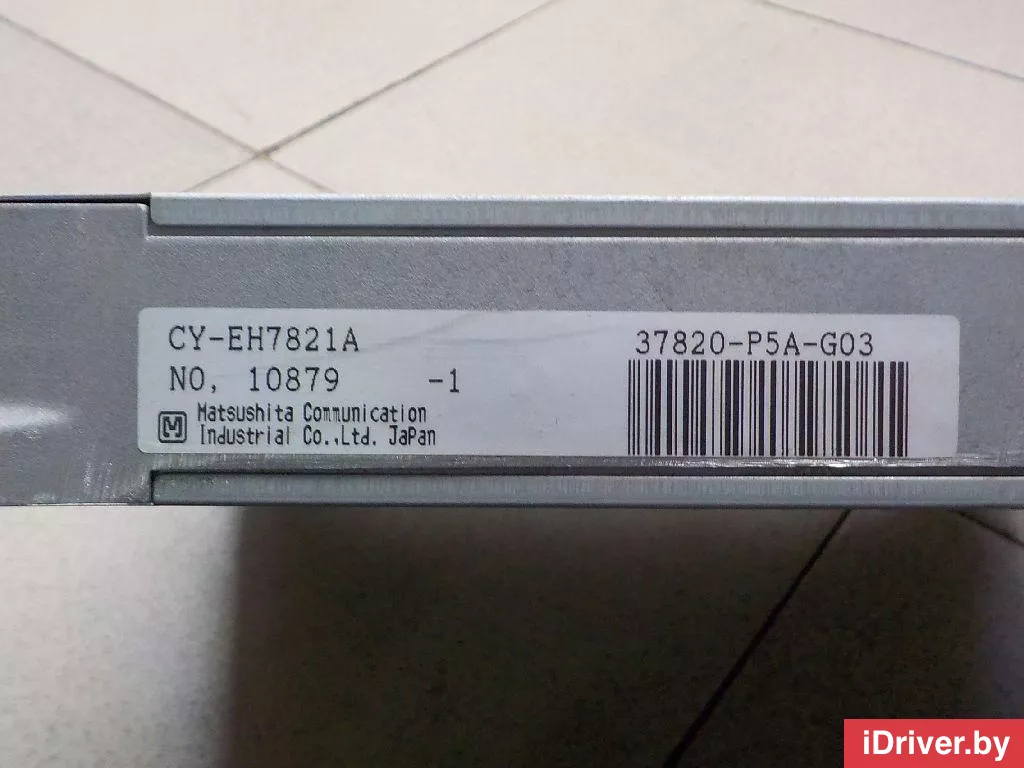 CY-EH7821A
37820-P5A-G03
NO, 10879 -1
M Matsushita Communication
Industrial Co.,Ltd. JaPan
iDriver.by